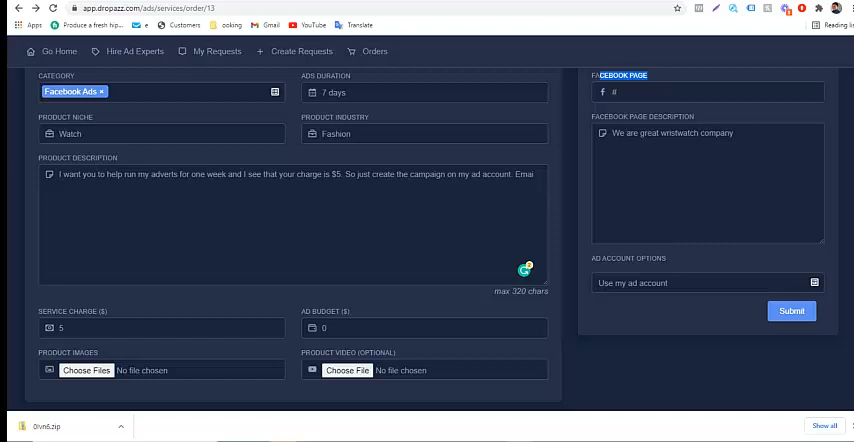 app.dropazz.com/ads/services/order/13
Apps
Produce a fresh hip...
e
Customers
ooking
Gmail
YouTube
Translate
Reading li
Go Home
Hire Ad Experts
My Requests
Create Requests
Orders
CATEGORY
ADS DURATION
FACEBOOK PAGE
Facebook Ads ×
7 days
#
PRODUCT NICHE
PRODUCT INDUSTRY
FACEBOOK PAGE DESCRIPTION
Watch
Fashion
We are great wristwatch company
PRODUCT DESCRIPTION
I want you to help run my adverts for one week and I see that your charge is $5. So just create the campaign on my ad account. Emai
AD ACCOUNT OPTIONS
Use my ad account
max 320 chars
SERVICE CHARGE ($)
AD BUDGET ($)
Submit
5
0
PRODUCT IMAGES
PRODUCT VIDEO (OPTIONAL)
Choose Files No file chosen
Choose File No file chosen
0lvn6.zip
Show all